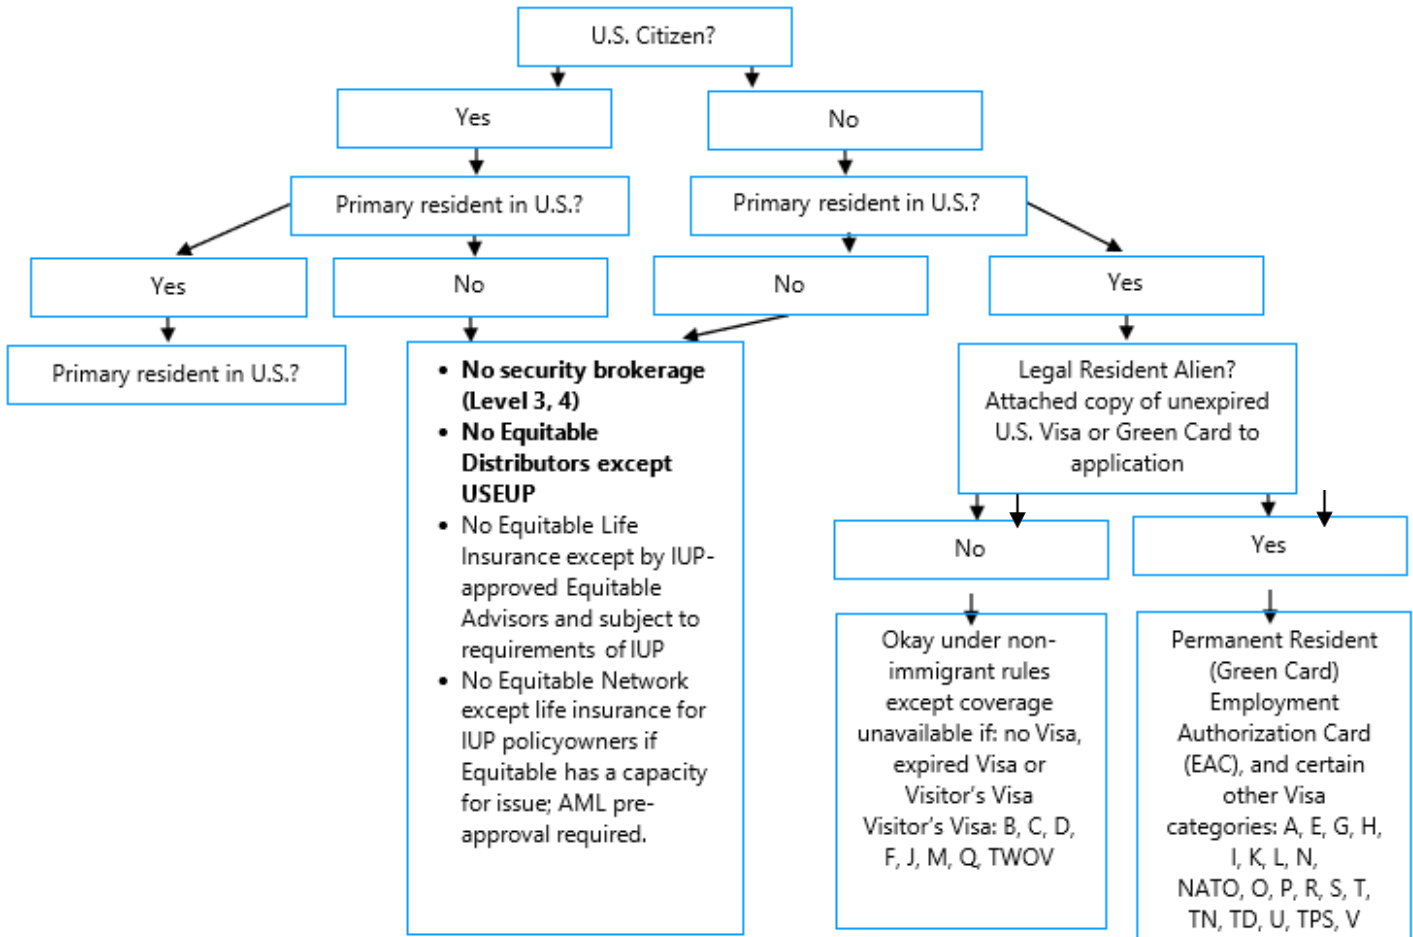 U.S. Citizen?
Yes
No
Primary resident in U.S.?
Primary resident in U.S.?
Yes
No
No
Yes
Primary resident in U.S.?
• No security brokerage
(Level 3, 4)
• No Equitable
Distributors except
USEUP
• No Equitable Life
Insurance except by IUP-
approved Equitable
Advisors and subject to
requirements of IUP
• No Equitable Network
except life insurance for
IUP policyowners if
Equitable has a capacity
for issue; AML pre-
approval required.
Legal Resident Alien?
Attached copy of unexpired
U.S. Visa or Green Card to
application
No
Yes
Okay under non-
immigrant rules
except coverage
unavailable if: no Visa,
expired Visa or
Visitor's Visa
Visitor's Visa: B, C, D,
F, J, M, Q, TWOV
Permanent Resident
(Green Card)
Employment
Authorization Card
(EAC), and certain
other Visa
categories: A, E, G, H,
I, K, L, N,
NATO, O, P, R, S, T,
TN, TD, U, TPS, V